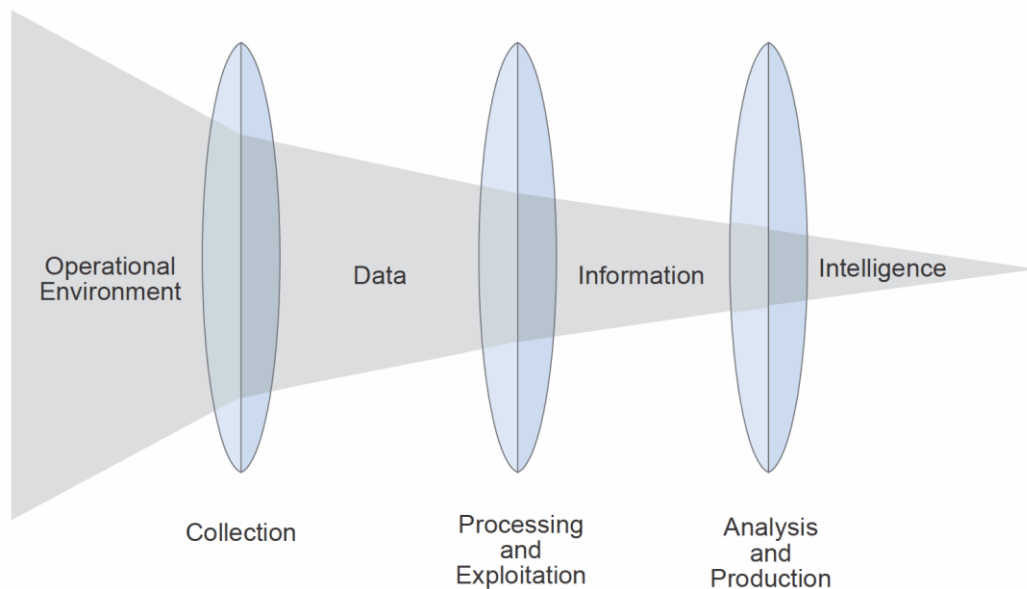 Operational
Environment
Data
Information
Intelligence
Collection
Processing
and
Exploitation
Analysis
and
Production